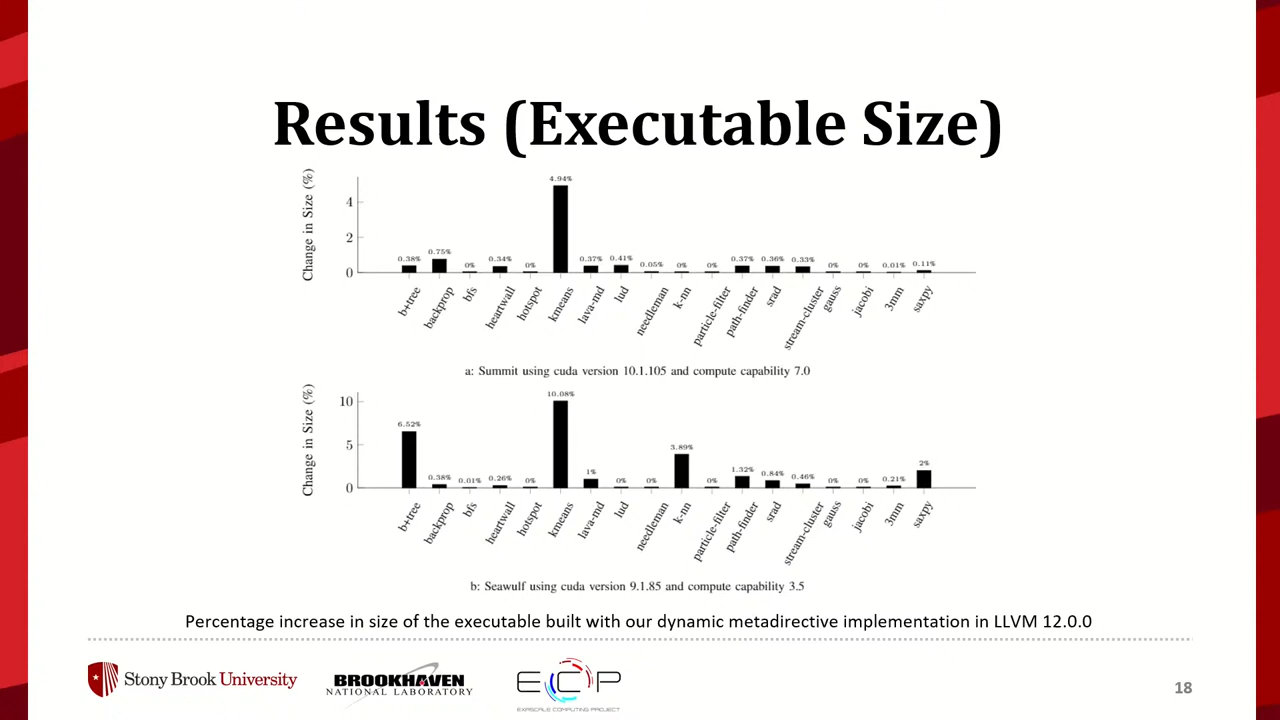 Results (Executable Size)
Change in Size (%)
4
2
0
0.38%
0.75%
0%
0.34%
0%
4.94%
0.37%
0.41%
0.05%
0%
0%
0.37%
0.36%
0.33%
0%
0%
0.01%
0.11%
b+tree
backprop
bfs
heartwall
hotspot
kmeans
lava-md
lud
needleman
k-nn
particle-filter
path-finder
srad
stream-cluster
gauss
jacobi
3mm
saxpy
a: Summit using cuda version 10.1.105 and compute capability 7.0
Change in Size (%)
10
5
0
6.52%
0.38%
0.01%
0.26%
0%
10.08%
1%
0%
0%
3.89%
0%
1.32%
0.84%
0.46%
0%
0%
0.21%
2%
b+tree
backprop
bfs
heartwall
hotspot
kmeans
lava-md
lud
needleman
k-nn
particle-filter
path-finder
srad
stream-cluster
gauss
jacobi
3mm
saxpy
b: Seawulf using cuda version 9.1.85 and compute capability 3.5
Percentage increase in size of the executable built with our dynamic metadirective implementation in LLVM 12.0.0
Stony Brook University
BROOKHAVEN
NATIONAL LABORATORY
ECP
EXASCALE COMPUTING PROJECT
18